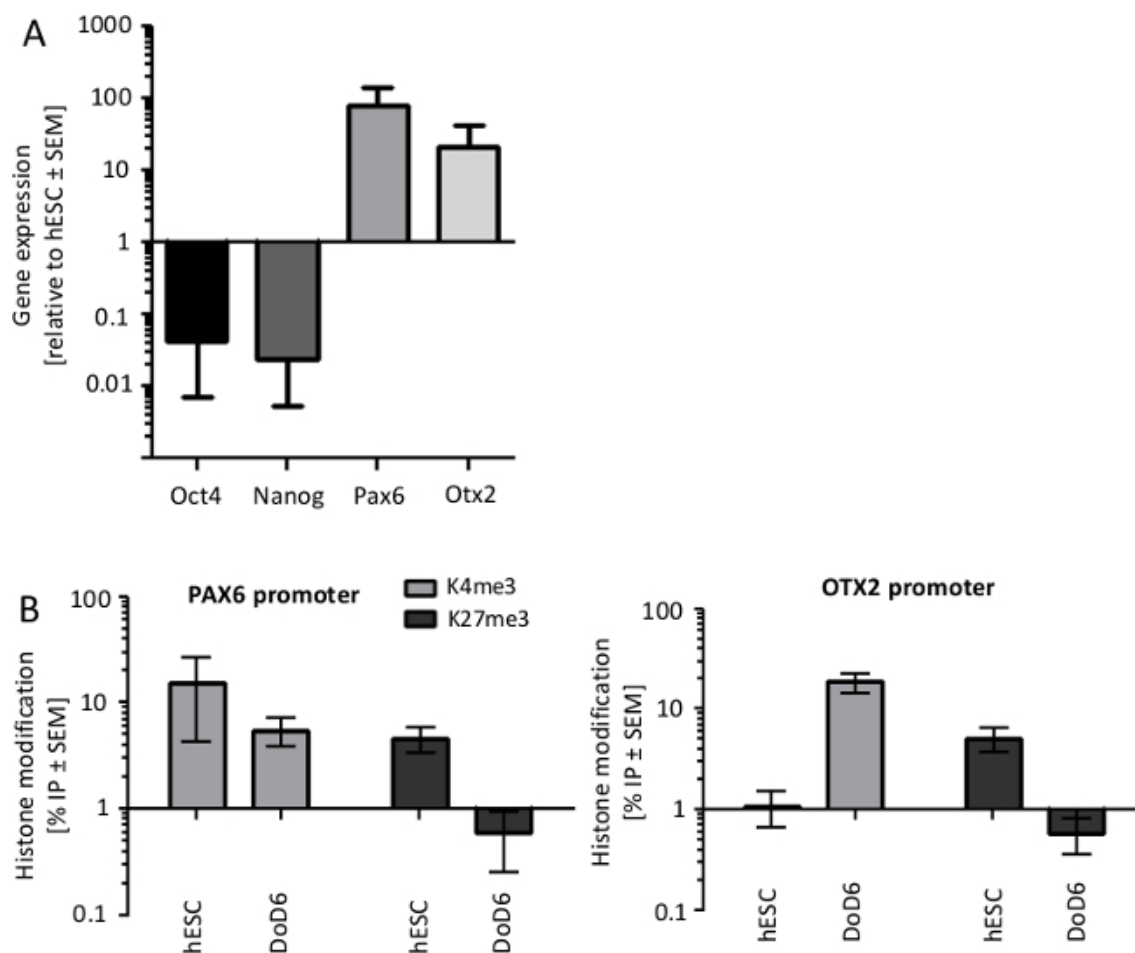 A
Gene expression
[relative to hESC ± SEM]
1000
100
10
1
0.1
0.01
Oct4 Nanog Pax6 Otx2
B
PAX6 promoter
K4me3
K27me3
Histone modification
[% IP ± SEM]
100
10
1
0.1
hESC DoD6 hESC DoD6
OTX2 promoter
Histone modification
[% IP ± SEM]
100
10
1
0.1
hESC DoD6 hESC DoD6